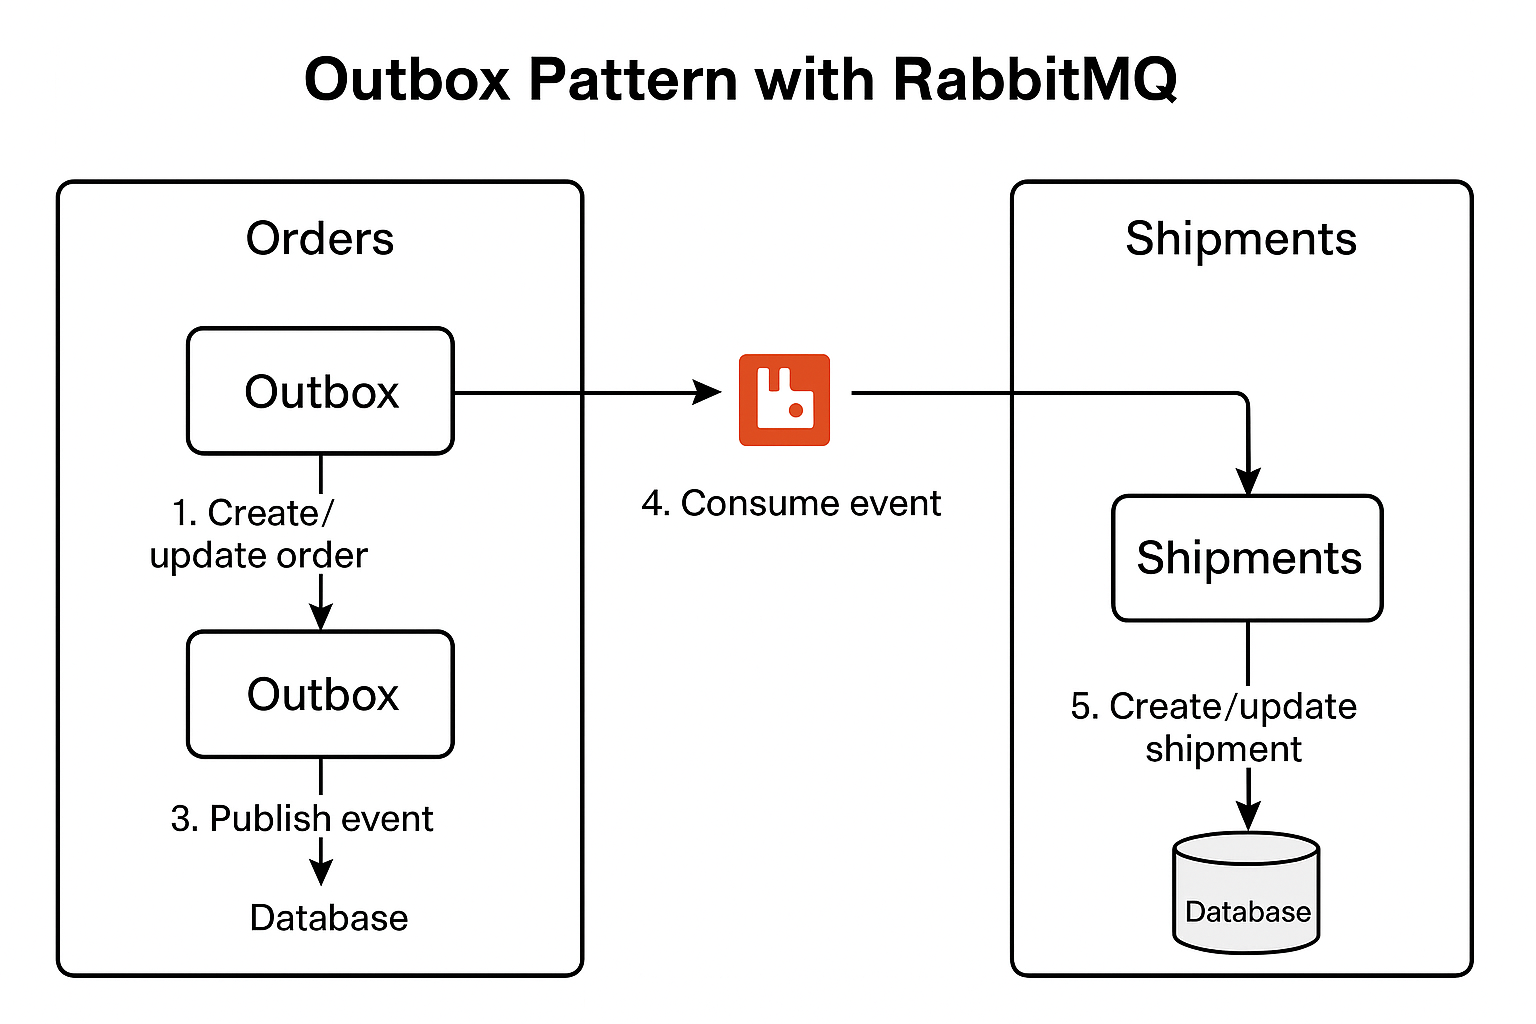 Outbox Pattern with RabbitMQ
Orders
Outbox
1. Create/
update order
Outbox
3. Publish event
Database
4. Consume event
Shipments
Shipments
5. Create/update
shipment
Database